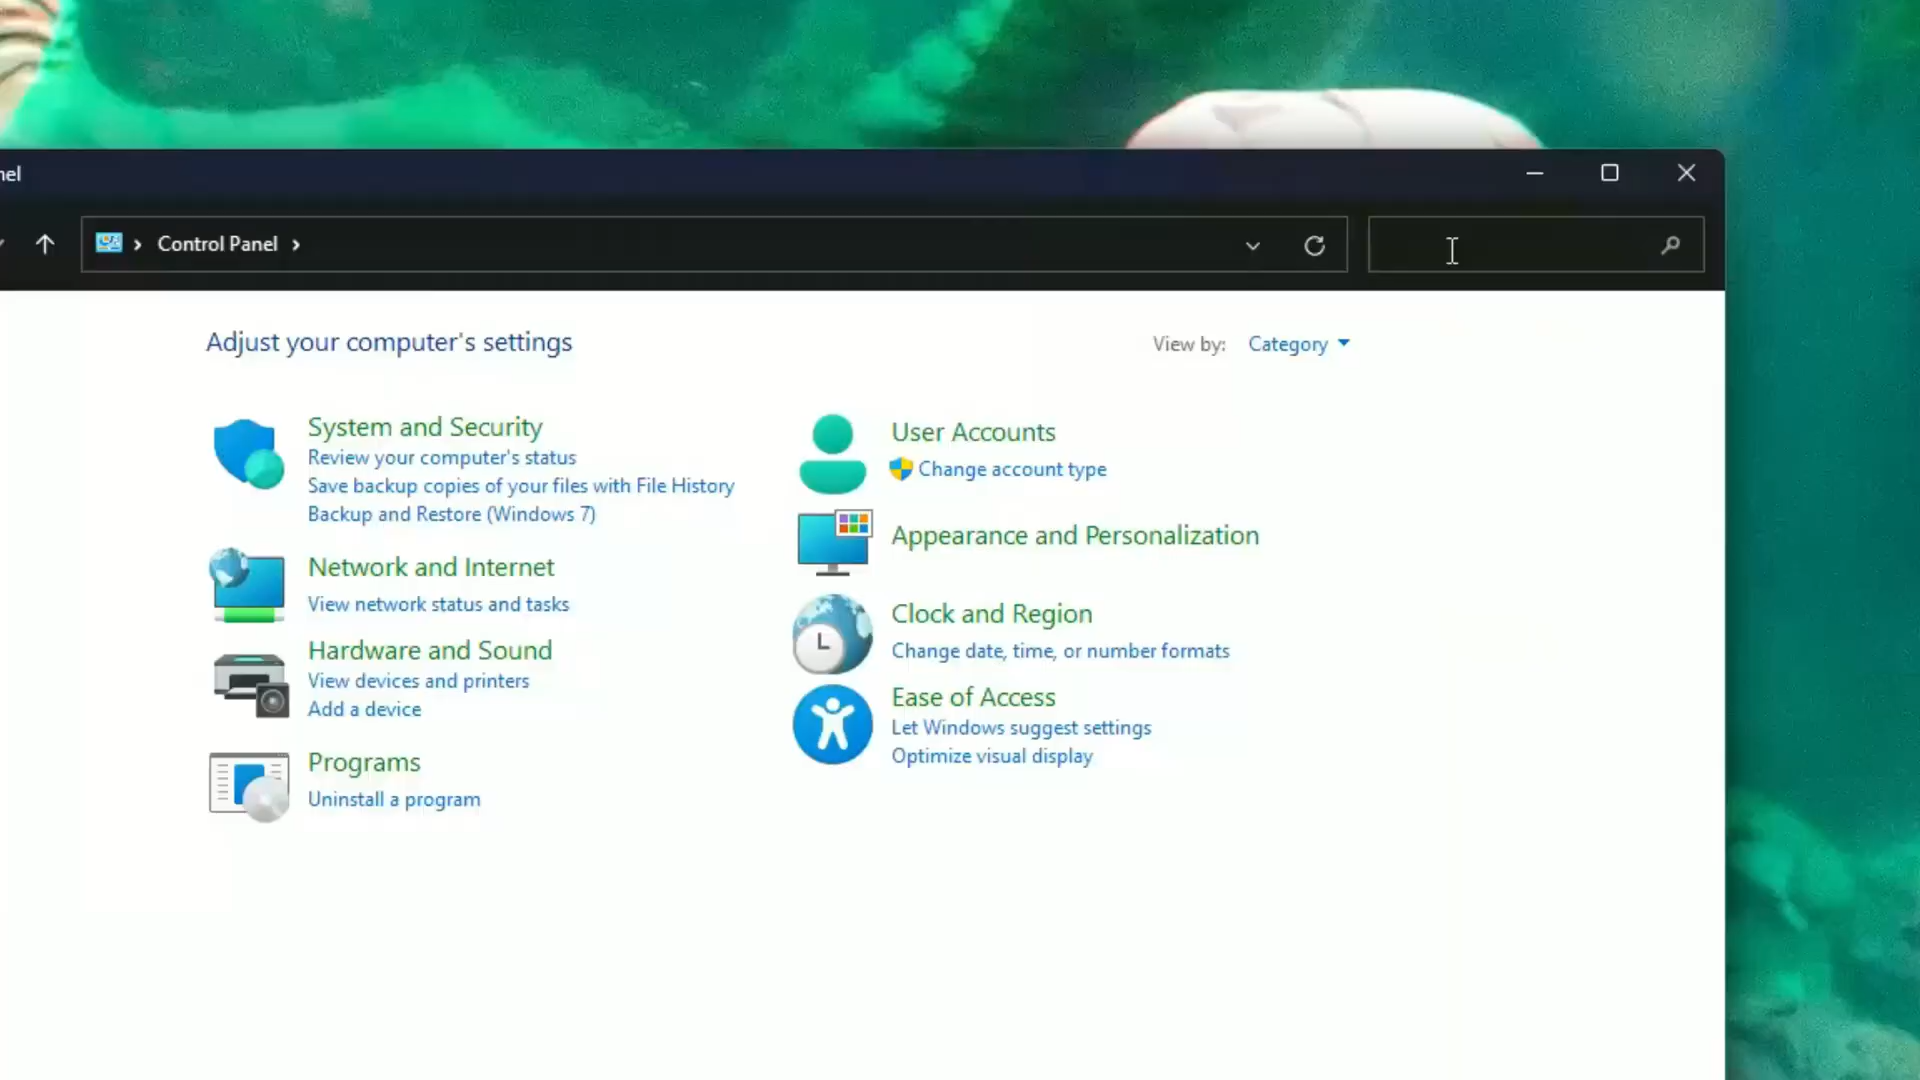 nel
Control Panel
Adjust your computer's settings
View by: Category
System and Security
Review your computer's status
Save backup copies of your files with File History
Backup and Restore (Windows 7)
Network and Internet
View network status and tasks
Hardware and Sound
View devices and printers
Add a device
Programs
Uninstall a program
User Accounts
Change account type
Appearance and Personalization
Clock and Region
Change date, time, or number formats
Ease of Access
Let Windows suggest settings
Optimize visual display